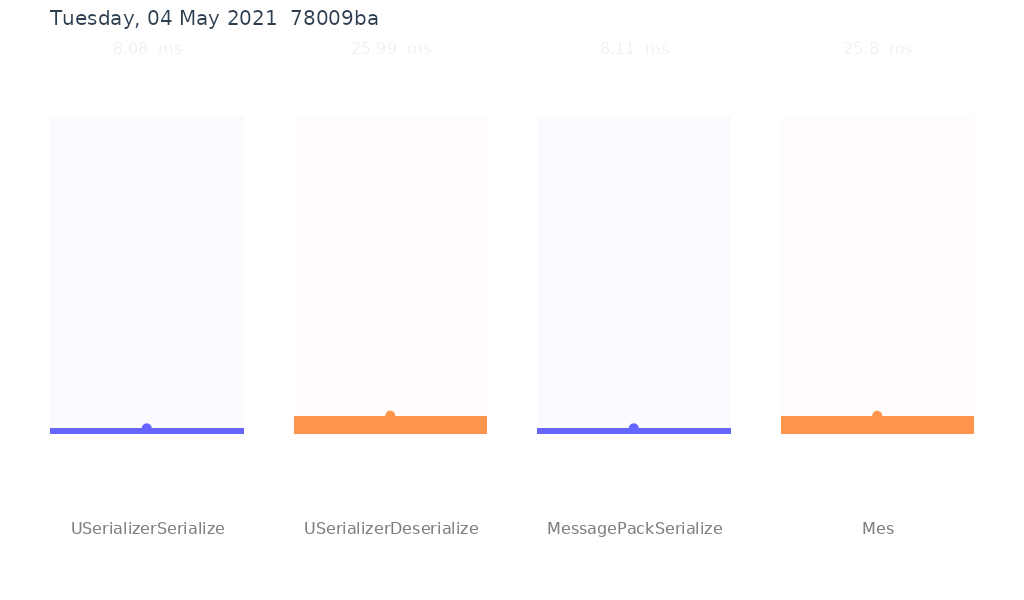 Tuesday, 04 May 2021 78009ba
8.08 ms 25.99 ms 8.11 ms 25.8 ms
USerializerSerialize USerializerDeserialize MessagePackSerialize Mes